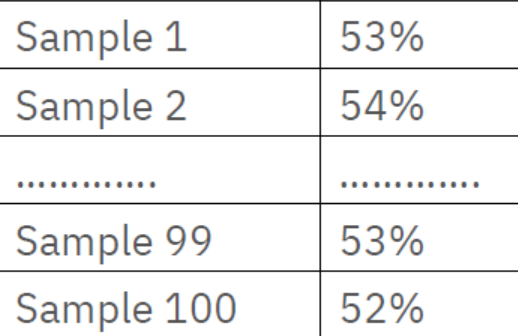 Sample 1 53%
Sample 2 54%
............. .............
Sample 99 53%
Sample 100 52%